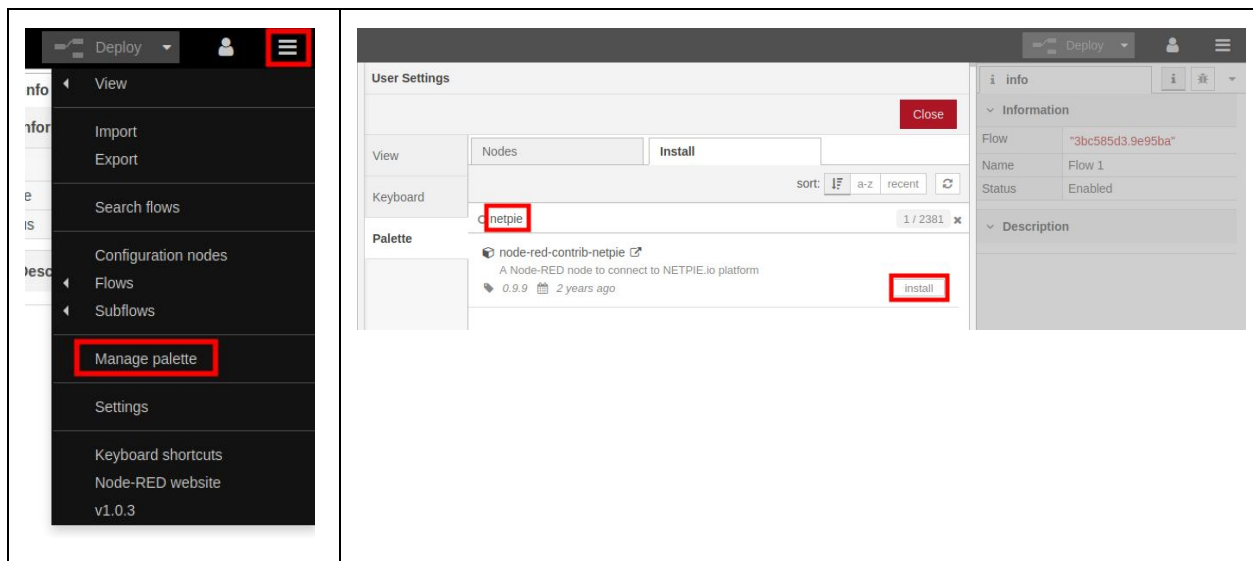 Deploy
nfo
View
nfor
Import
Export
e
Search flows
us
Configuration nodes
Desc
Flows
Subflows
Manage palette
Settings
Keyboard shortcuts
Node-RED website
v1.0.3
Deploy
User Settings
i info
i
Close
Information
View
Nodes
Install
Flow
"3bc585d3.9e95ba"
Name
Flow 1
sort:
a-z
recent
Status
Enabled
Keyboard
netpie
1 / 2381
x
Description
Palette
node-red-contrib-netpie
A Node-RED node to connect to NETPIE.io platform
0.9.9
2 years ago
install